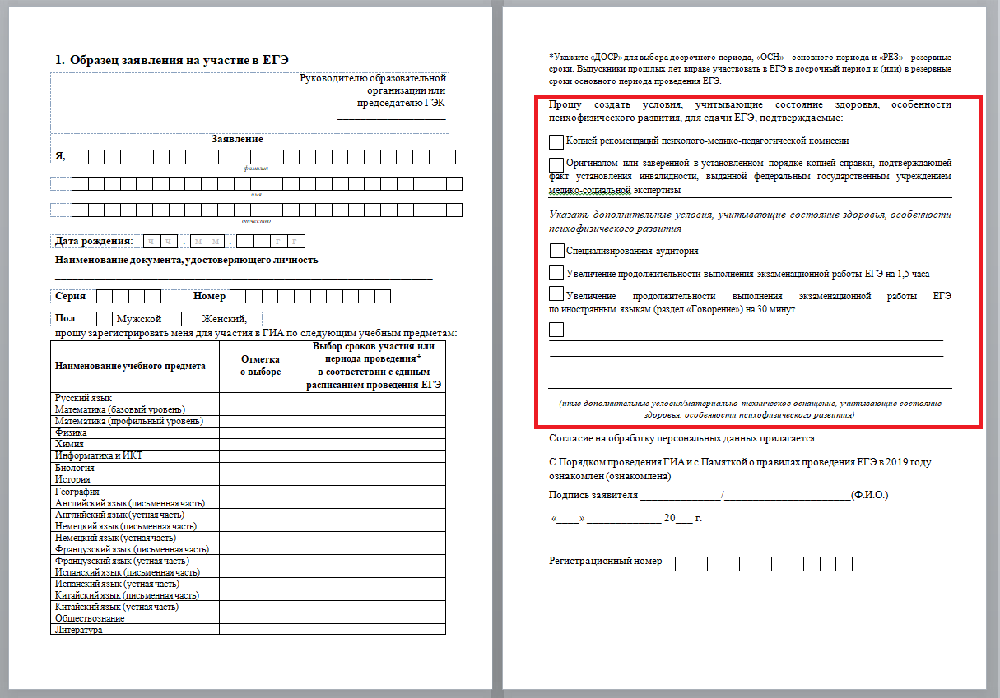 1. Образец заявления на участие в ЕГЭ
Руководителю образовательной
организации или
председателю ГЭК
____________________
Заявление
Я,
фамилия
имя
отчество
Дата рождения: ч ч . м м . г г
Наименование документа, удостоверяющего личность
Серия Номер
Пол: Мужской Женский,
прошу зарегистрировать меня для участия в ГИА по следующим учебным предметам:
Наименование учебного предмета
Отметка
о выборе
Выбор сроков участия или
периода проведения*
в соответствии с единым
расписанием проведения ЕГЭ
Русский язык
Математика (базовый уровень)
Математика (профильный уровень)
Физика
Химия
Информатика и ИКТ
Биология
История
География
Английский язык (письменная часть)
Английский язык (устная часть)
Немецкий язык (письменная часть)
Немецкий язык (устная часть)
Французский язык (письменная часть)
Французский язык (устная часть)
Испанский язык (письменная часть)
Испанский язык (устная часть)
Китайский язык (письменная часть)
Китайский язык (устная часть)
Обществознание
Литература
*Укажите «ДОСР» для выбора досрочного периода, «ОСН» - основного периода и «РЕЗ» - резервные
сроки. Выпускники прошлых лет вправе участвовать в ЕГЭ в досрочный период и (или) в резервные
сроки основного периода проведения ЕГЭ.
Прошу создать условия, учитывающие состояние здоровья, особенности
психофизического развития, для сдачи ЕГЭ, подтверждаемые:
Копией рекомендаций психолого-медико-педагогической комиссии
Оригиналом или заверенной в установленном порядке копией справки, подтверждающей
факт установления инвалидности, выданной федеральным государственным учреждением
медико-социальной экспертизы
Указать дополнительные условия, учитывающие состояние здоровья, особенности
психофизического развития
Специализированная аудитория
Увеличение продолжительности выполнения экзаменационной работы ЕГЭ на 1,5 часа
Увеличение продолжительности выполнения экзаменационной работы ЕГЭ
по иностранным языкам (раздел «Говорение») на 30 минут
(иные дополнительные условия/материально-техническое оснащение, учитывающие состояние
здоровья, особенности психофизического развития)
Согласие на обработку персональных данных прилагается.
С Порядком проведения ГИА и с Памяткой о правилах проведения ЕГЭ в 2019 году
ознакомлен (ознакомлена)
Подпись заявителя ______________/______________________(Ф.И.О.)
«____» _____________ 20___ г.
Регистрационный номер